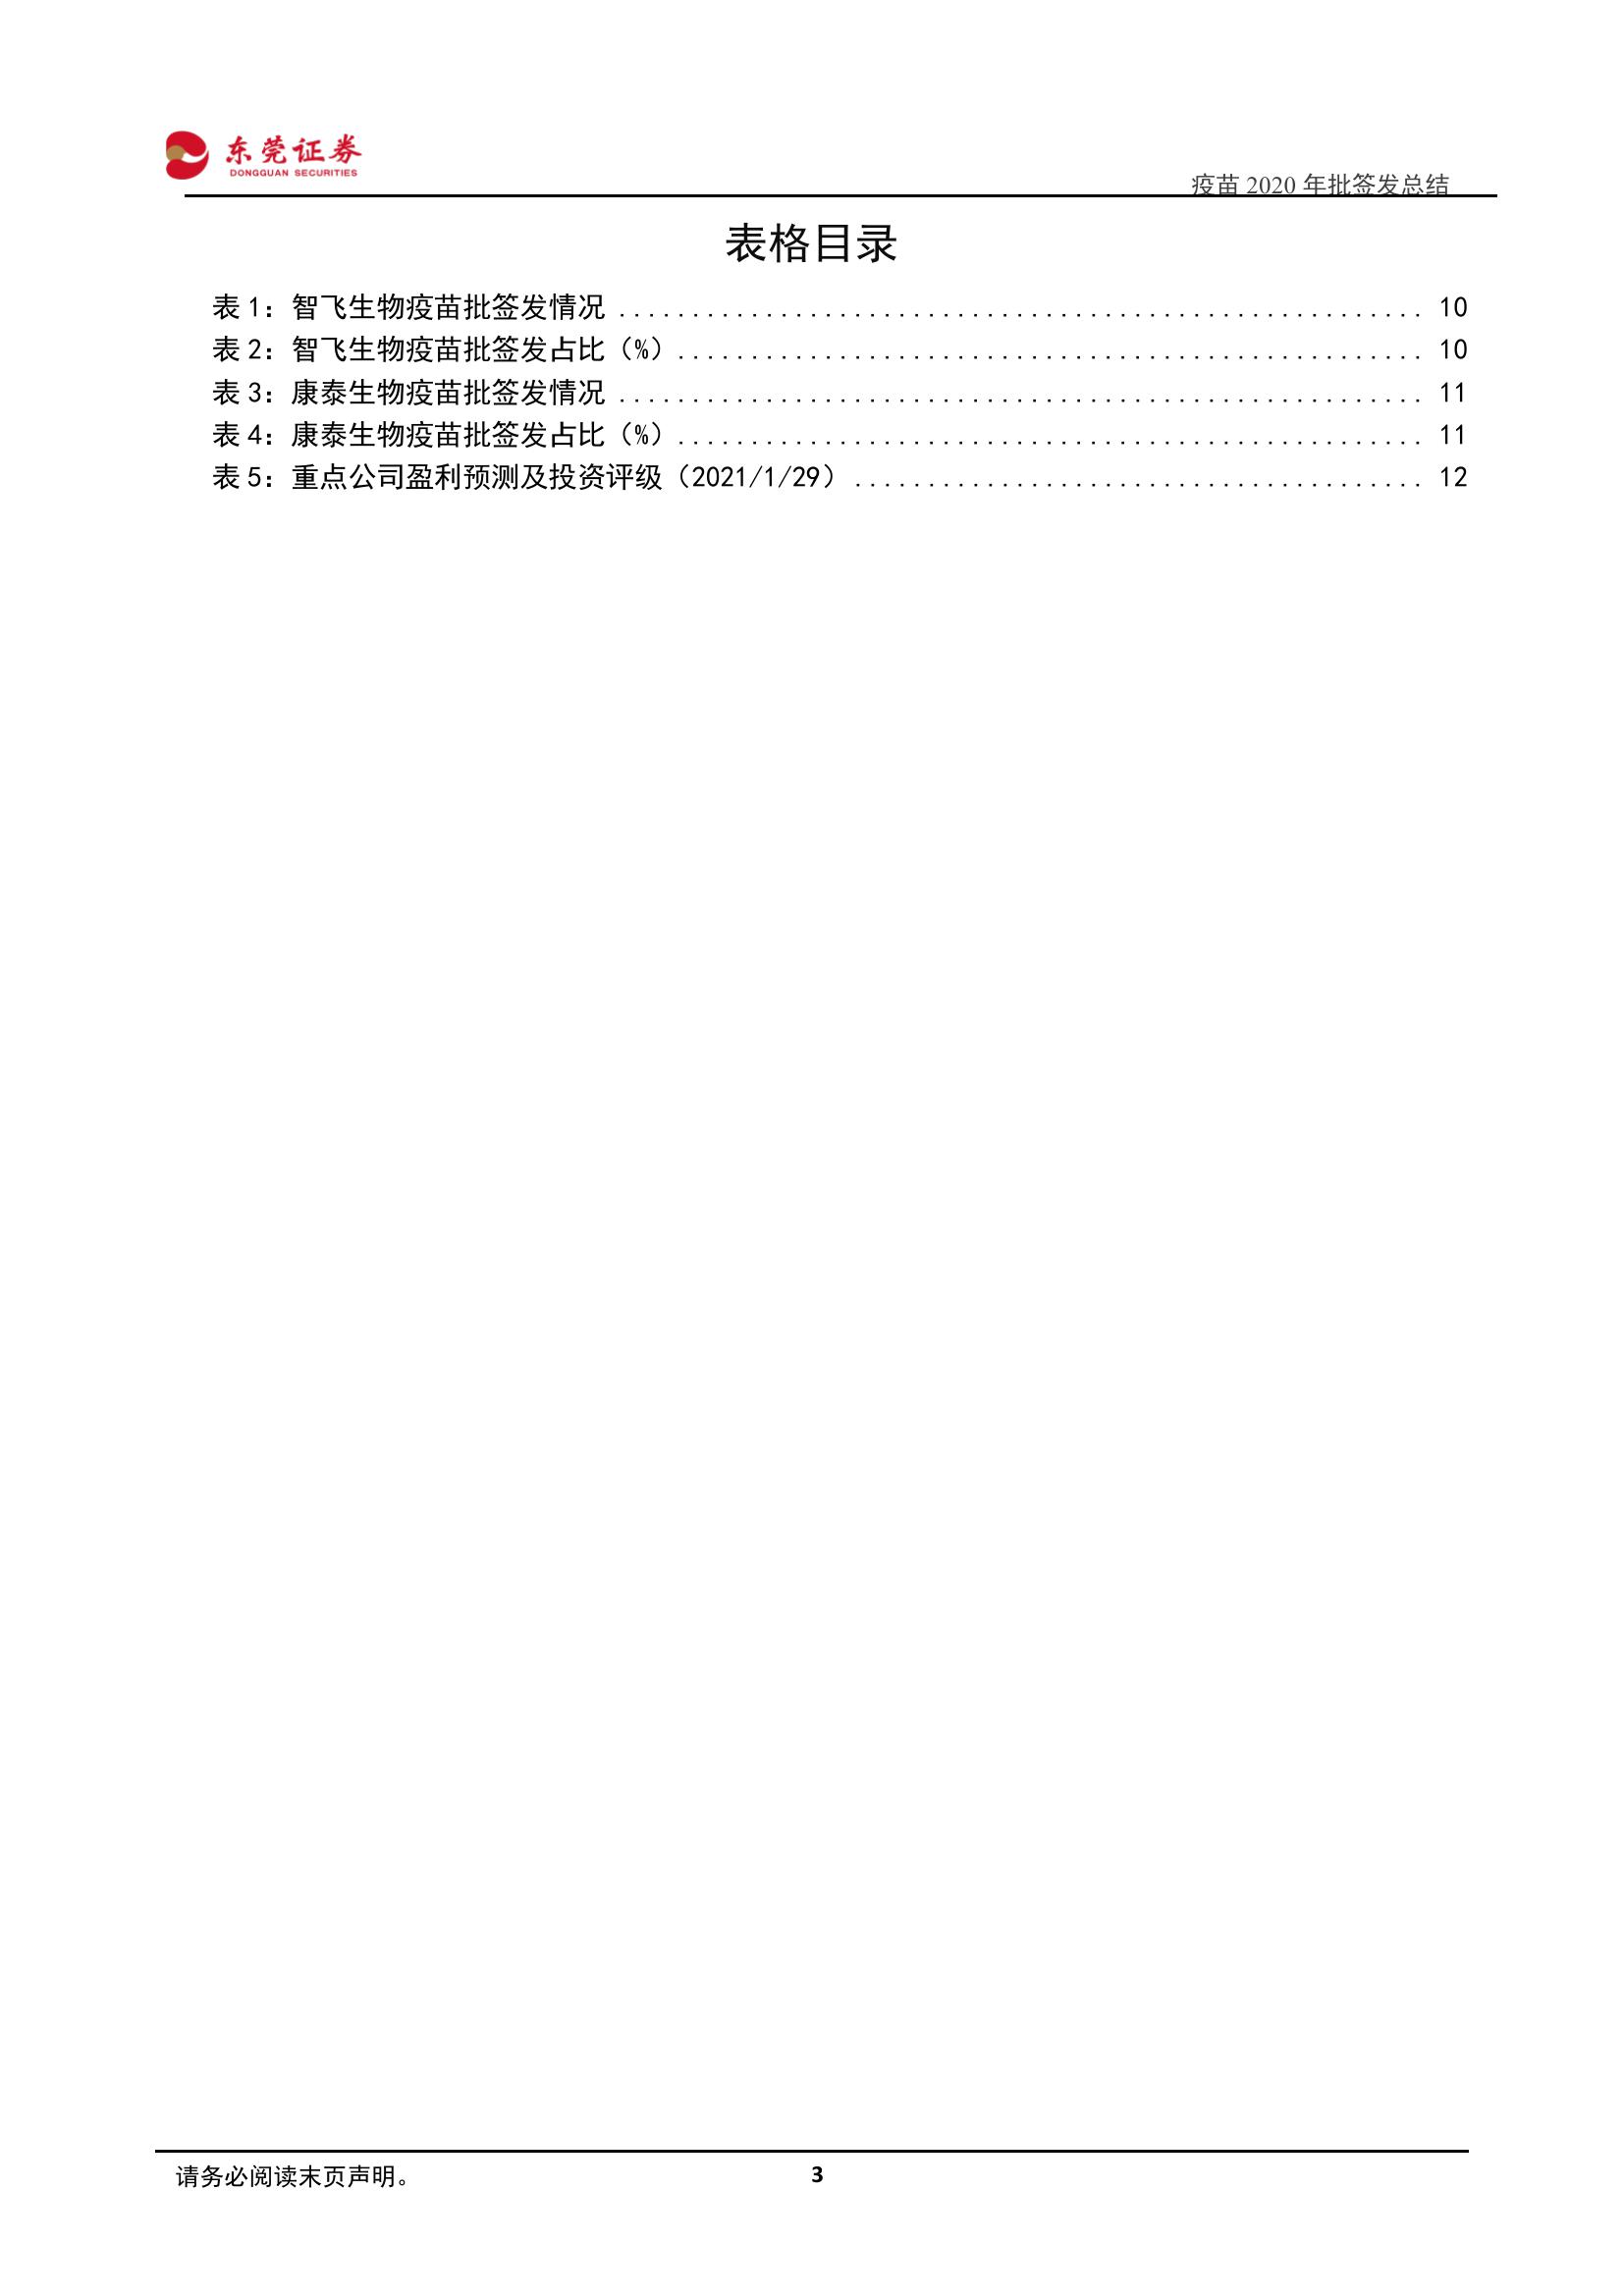 东莞证券
DONGGUAN SECURITIES
疫苗 2020 年批签发总结
表格目录
表 1：智飞生物疫苗批签发情况 ....................................................... 10
表 2：智飞生物疫苗批签发占比（%）................................................... 10
表 3：康泰生物疫苗批签发情况 ....................................................... 11
表 4：康泰生物疫苗批签发占比（%）................................................... 11
表 5：重点公司盈利预测及投资评级（2021/1/29）....................................... 12
请务必阅读末页声明。
3